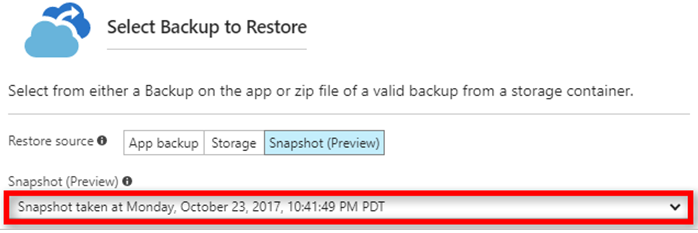 Select Backup to Restore
Select from either a Backup on the app or zip file of a valid backup from a storage container.
Restore source App backup Storage Snapshot (Preview)
Snapshot (Preview)
Snapshot taken at Monday, October 23, 2017, 10:41:49 PM PDT